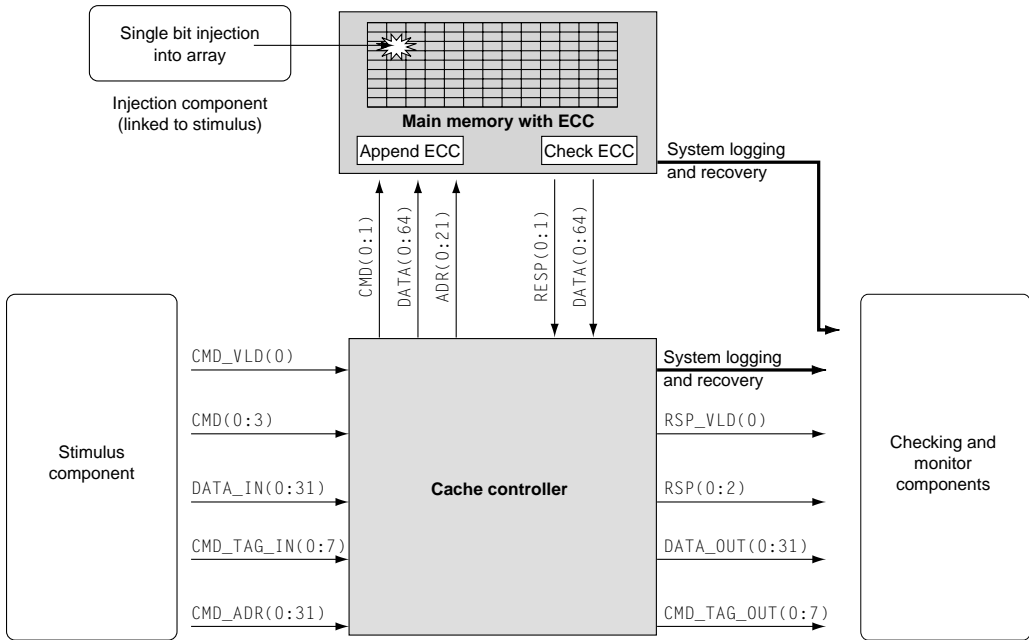 Single bit injection
into array
Injection component
(linked to stimulus)
Main memory with ECC
Append ECC
Check ECC
System logging
and recovery
CMD(0:1)
DATA(0:64)
ADR(0:21)
RESP(0:1)
DATA(0:64)
Stimulus
component
CMD_VLD(0)
CMD(0:3)
DATA_IN(0:31)
CMD_TAG_IN(0:7)
CMD_ADR(0:31)
Cache controller
System logging
and recovery
RSP_VLD(0)
RSP(0:2)
DATA_OUT(0:31)
CMD_TAG_OUT(0:7)
Checking and
monitor
components